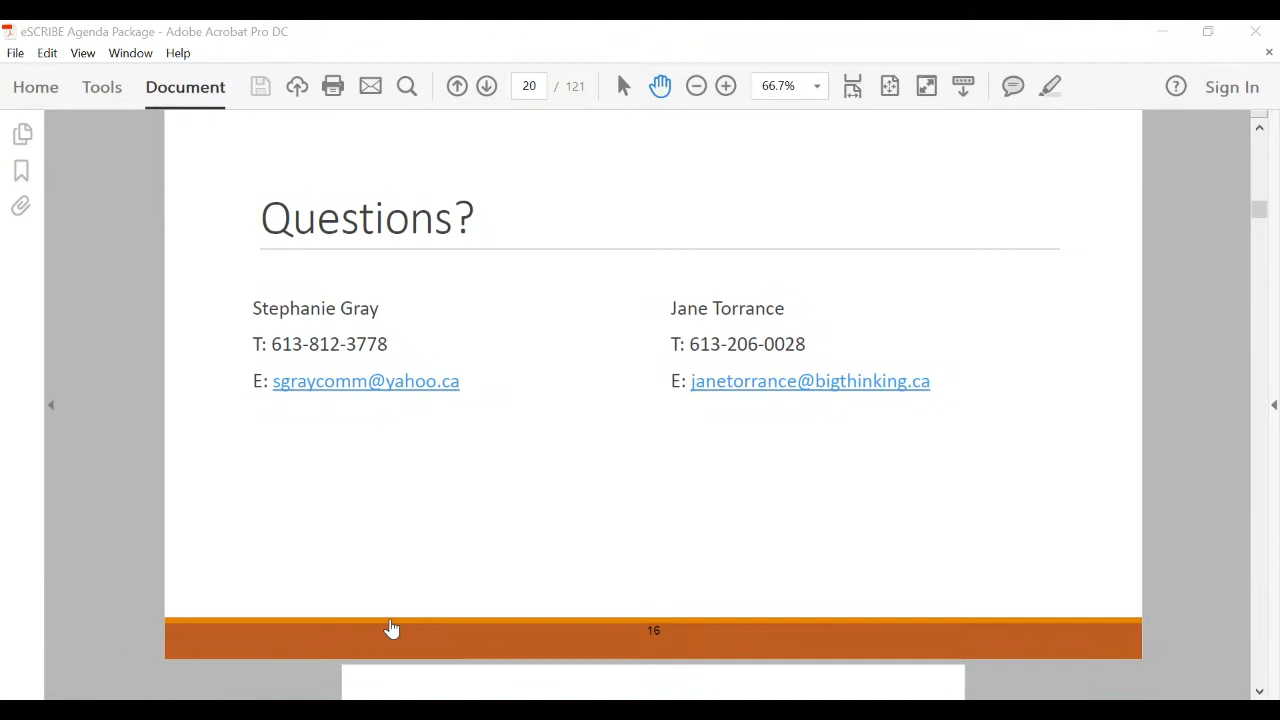 eSCRIBE Agenda Package - Adobe Acrobat Pro DC
File Edit View Window Help
Home Tools Document 20 / 121 66.7% Sign In
Questions?
Stephanie Gray
T: 613-812-3778
E: sgraycomm@yahoo.ca
Jane Torrance
T: 613-206-0028
E: janetorrance@bigthinking.ca
16